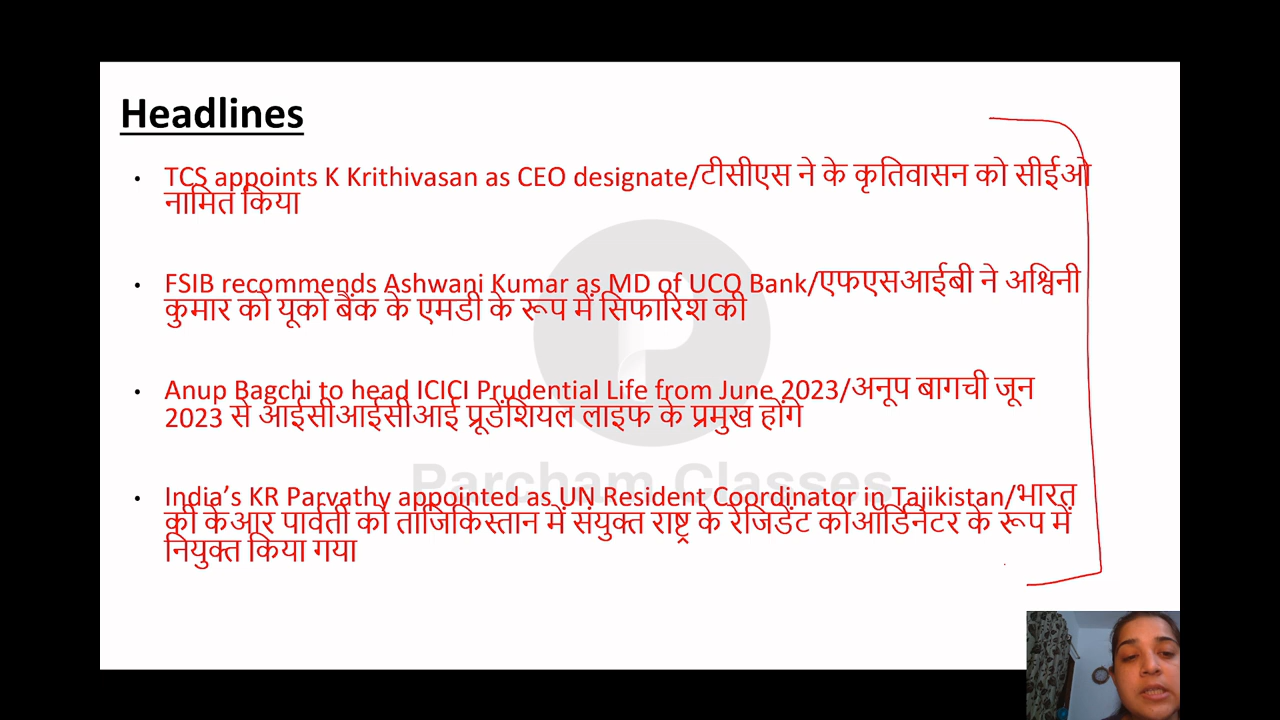 Headlines
TCS appoints K Krithivasan as CEO designate/टीसीएस ने के कृतिवासन को सीईओ
नामित किया
FSIB recommends Ashwani Kumar as MD of UCO Bank/एफएसआईबी ने अश्विनी
कुमार को यूको बैंक के एमडी के रूप में सिफारिश की
Anup Bagchi to head ICICI Prudential Life from June 2023/अनूप बागची जून
2023 से आईसीआईसीआई प्रूडेंशियल लाइफ के प्रमुख होंगे
Parcham Classes
India’s KR Parvathy appointed as UN Resident Coordinator in Tajikistan/भारत
की केआर पार्वती को ताजिकिस्तान में संयुक्त राष्ट्र के रेजिडेंट कोऑर्डिनेटर के रूप में
नियुक्त किया गया